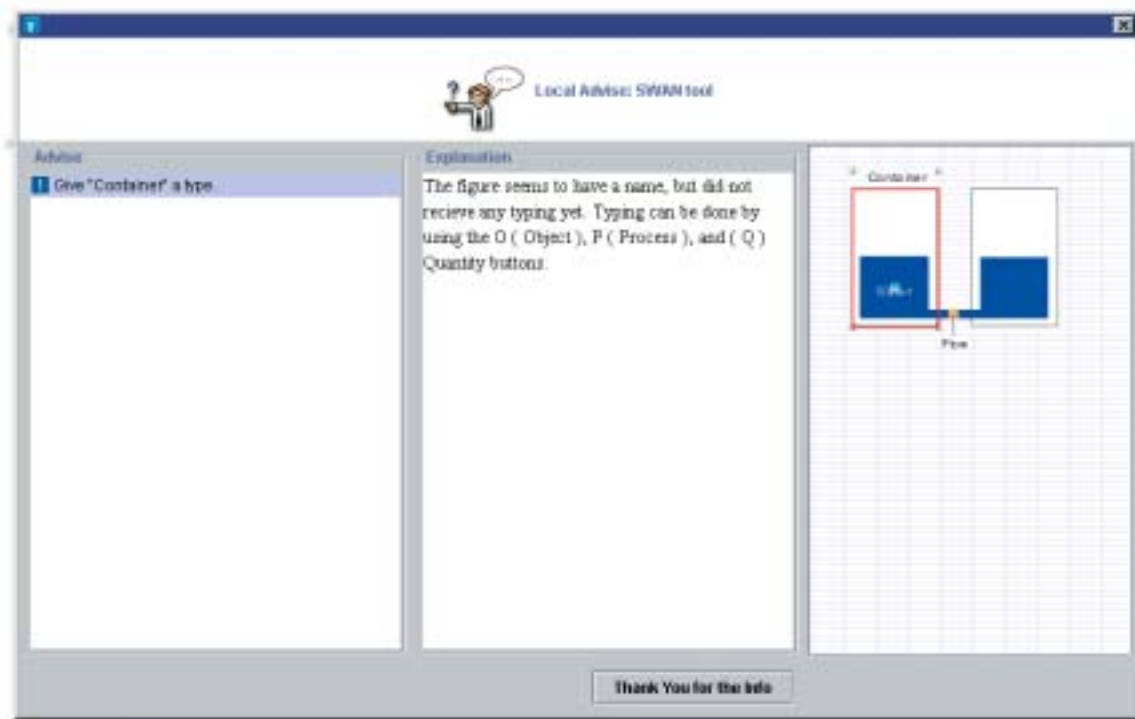 Local Advise: SWAN tool
Advise
Give "Container" a type
Explanation
The figure seems to have a name, but did not
recieve any typing yet. Typing can be done by
using the O ( Object ), P ( Process ), and ( Q )
Quantity buttons.
Container
Pipe
Thank You for the Info